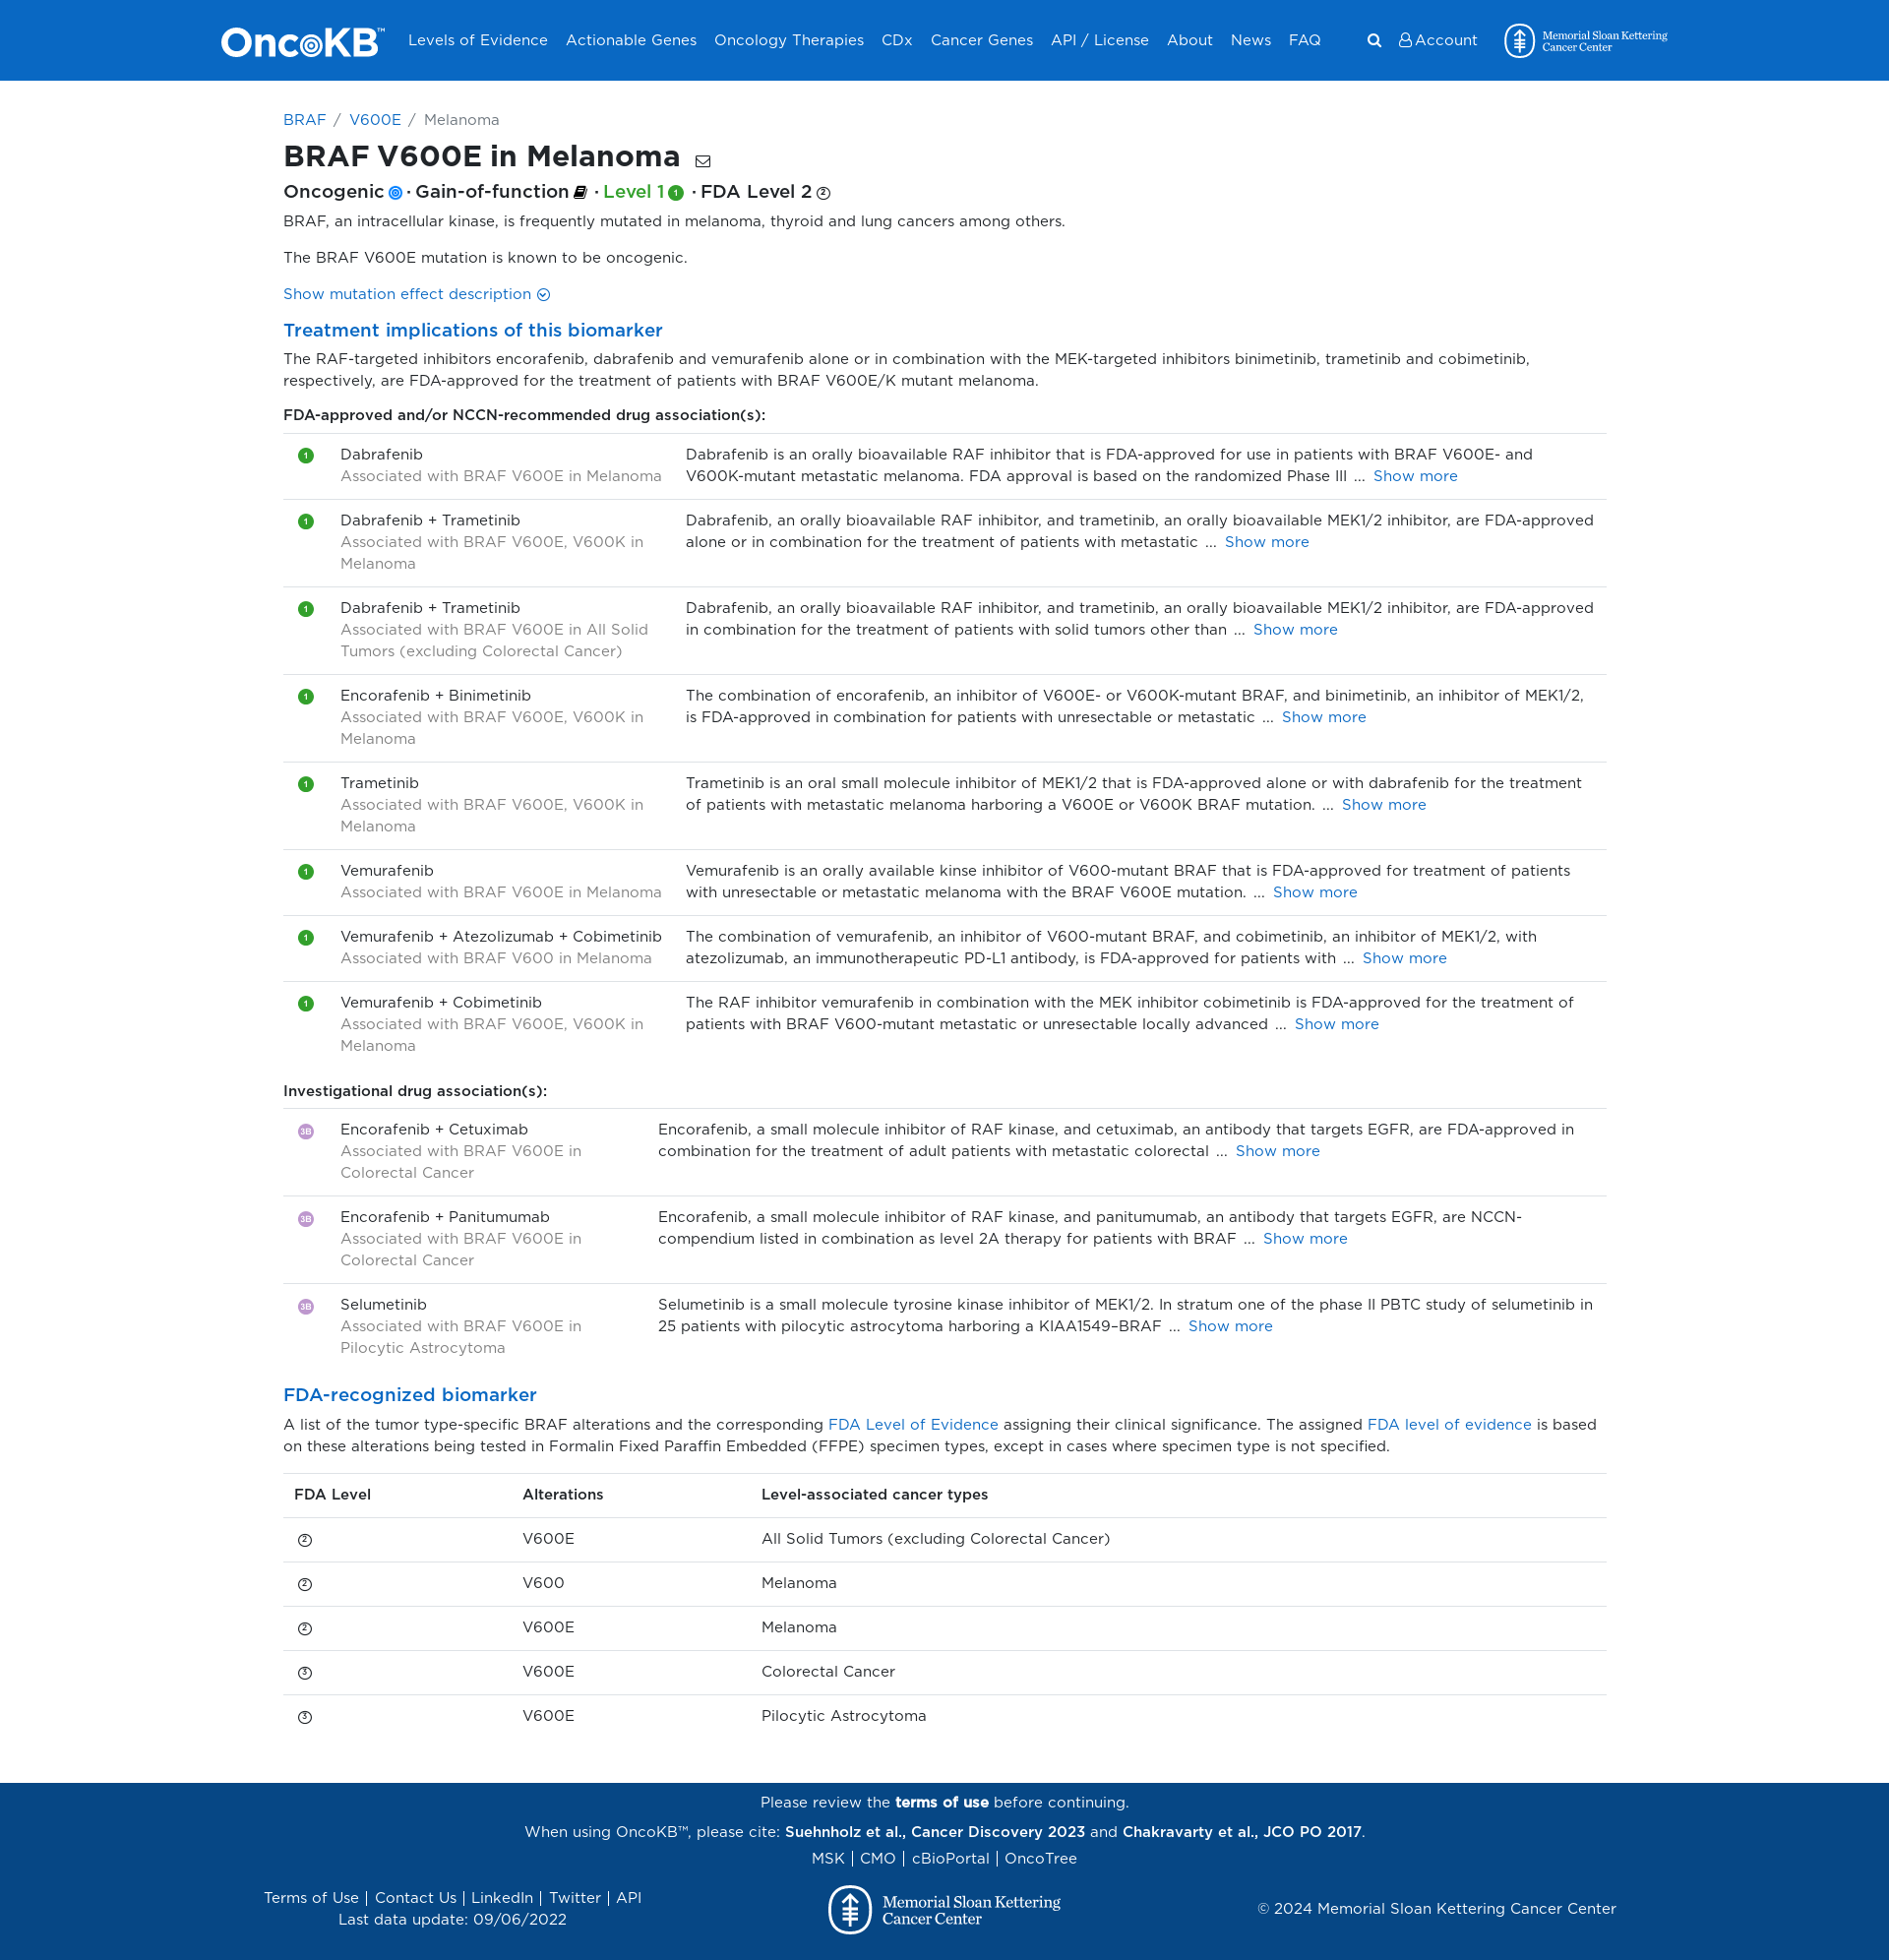 OncoKB™ Levels of Evidence Actionable Genes Oncology Therapies CDx Cancer Genes API / License About News FAQ Account Memorial Sloan Kettering
Cancer Center
BRAF / V600E / Melanoma
BRAF V600E in Melanoma
Oncogenic · Gain-of-function · Level 1 1 · FDA Level 2 2
BRAF, an intracellular kinase, is frequently mutated in melanoma, thyroid and lung cancers among others.
The BRAF V600E mutation is known to be oncogenic.
Show mutation effect description
Treatment implications of this biomarker
The RAF-targeted inhibitors encorafenib, dabrafenib and vemurafenib alone or in combination with the MEK-targeted inhibitors binimetinib, trametinib and cobimetinib,
respectively, are FDA-approved for the treatment of patients with BRAF V600E/K mutant melanoma.
FDA-approved and/or NCCN-recommended drug association(s):
1 Dabrafenib
Associated with BRAF V600E in Melanoma
Dabrafenib is an orally bioavailable RAF inhibitor that is FDA-approved for use in patients with BRAF V600E- and
V600K-mutant metastatic melanoma. FDA approval is based on the randomized Phase III ... Show more
1 Dabrafenib + Trametinib
Associated with BRAF V600E, V600K in
Melanoma
Dabrafenib, an orally bioavailable RAF inhibitor, and trametinib, an orally bioavailable MEK1/2 inhibitor, are FDA-approved
alone or in combination for the treatment of patients with metastatic ... Show more
1 Dabrafenib + Trametinib
Associated with BRAF V600E in All Solid
Tumors (excluding Colorectal Cancer)
Dabrafenib, an orally bioavailable RAF inhibitor, and trametinib, an orally bioavailable MEK1/2 inhibitor, are FDA-approved
in combination for the treatment of patients with solid tumors other than ... Show more
1 Encorafenib + Binimetinib
Associated with BRAF V600E, V600K in
Melanoma
The combination of encorafenib, an inhibitor of V600E- or V600K-mutant BRAF, and binimetinib, an inhibitor of MEK1/2,
is FDA-approved in combination for patients with unresectable or metastatic ... Show more
1 Trametinib
Associated with BRAF V600E, V600K in
Melanoma
Trametinib is an oral small molecule inhibitor of MEK1/2 that is FDA-approved alone or with dabrafenib for the treatment
of patients with metastatic melanoma harboring a V600E or V600K BRAF mutation. ... Show more
1 Vemurafenib
Associated with BRAF V600E in Melanoma
Vemurafenib is an orally available kinse inhibitor of V600-mutant BRAF that is FDA-approved for treatment of patients
with unresectable or metastatic melanoma with the BRAF V600E mutation. ... Show more
1 Vemurafenib + Atezolizumab + Cobimetinib
Associated with BRAF V600 in Melanoma
The combination of vemurafenib, an inhibitor of V600-mutant BRAF, and cobimetinib, an inhibitor of MEK1/2, with
atezolizumab, an immunotherapeutic PD-L1 antibody, is FDA-approved for patients with ... Show more
1 Vemurafenib + Cobimetinib
Associated with BRAF V600E, V600K in
Melanoma
The RAF inhibitor vemurafenib in combination with the MEK inhibitor cobimetinib is FDA-approved for the treatment of
patients with BRAF V600-mutant metastatic or unresectable locally advanced ... Show more
Investigational drug association(s):
3B Encorafenib + Cetuximab
Associated with BRAF V600E in
Colorectal Cancer
Encorafenib, a small molecule inhibitor of RAF kinase, and cetuximab, an antibody that targets EGFR, are FDA-approved in
combination for the treatment of adult patients with metastatic colorectal ... Show more
3B Encorafenib + Panitumumab
Associated with BRAF V600E in
Colorectal Cancer
Encorafenib, a small molecule inhibitor of RAF kinase, and panitumumab, an antibody that targets EGFR, are NCCN-
compendium listed in combination as level 2A therapy for patients with BRAF ... Show more
3B Selumetinib
Associated with BRAF V600E in
Pilocytic Astrocytoma
Selumetinib is a small molecule tyrosine kinase inhibitor of MEK1/2. In stratum one of the phase II PBTC study of selumetinib in
25 patients with pilocytic astrocytoma harboring a KIAA1549–BRAF ... Show more
FDA-recognized biomarker
A list of the tumor type-specific BRAF alterations and the corresponding FDA Level of Evidence assigning their clinical significance. The assigned FDA level of evidence is based
on these alterations being tested in Formalin Fixed Paraffin Embedded (FFPE) specimen types, except in cases where specimen type is not specified.
FDA Level Alterations Level-associated cancer types
2 V600E All Solid Tumors (excluding Colorectal Cancer)
2 V600 Melanoma
2 V600E Melanoma
3 V600E Colorectal Cancer
3 V600E Pilocytic Astrocytoma
Please review the terms of use before continuing.
When using OncoKB™, please cite: Suehnholz et al., Cancer Discovery 2023 and Chakravarty et al., JCO PO 2017.
MSK | CMO | cBioPortal | OncoTree
Terms of Use | Contact Us | LinkedIn | Twitter | API
Last data update: 09/06/2022
Memorial Sloan Kettering
Cancer Center
© 2024 Memorial Sloan Kettering Cancer Center